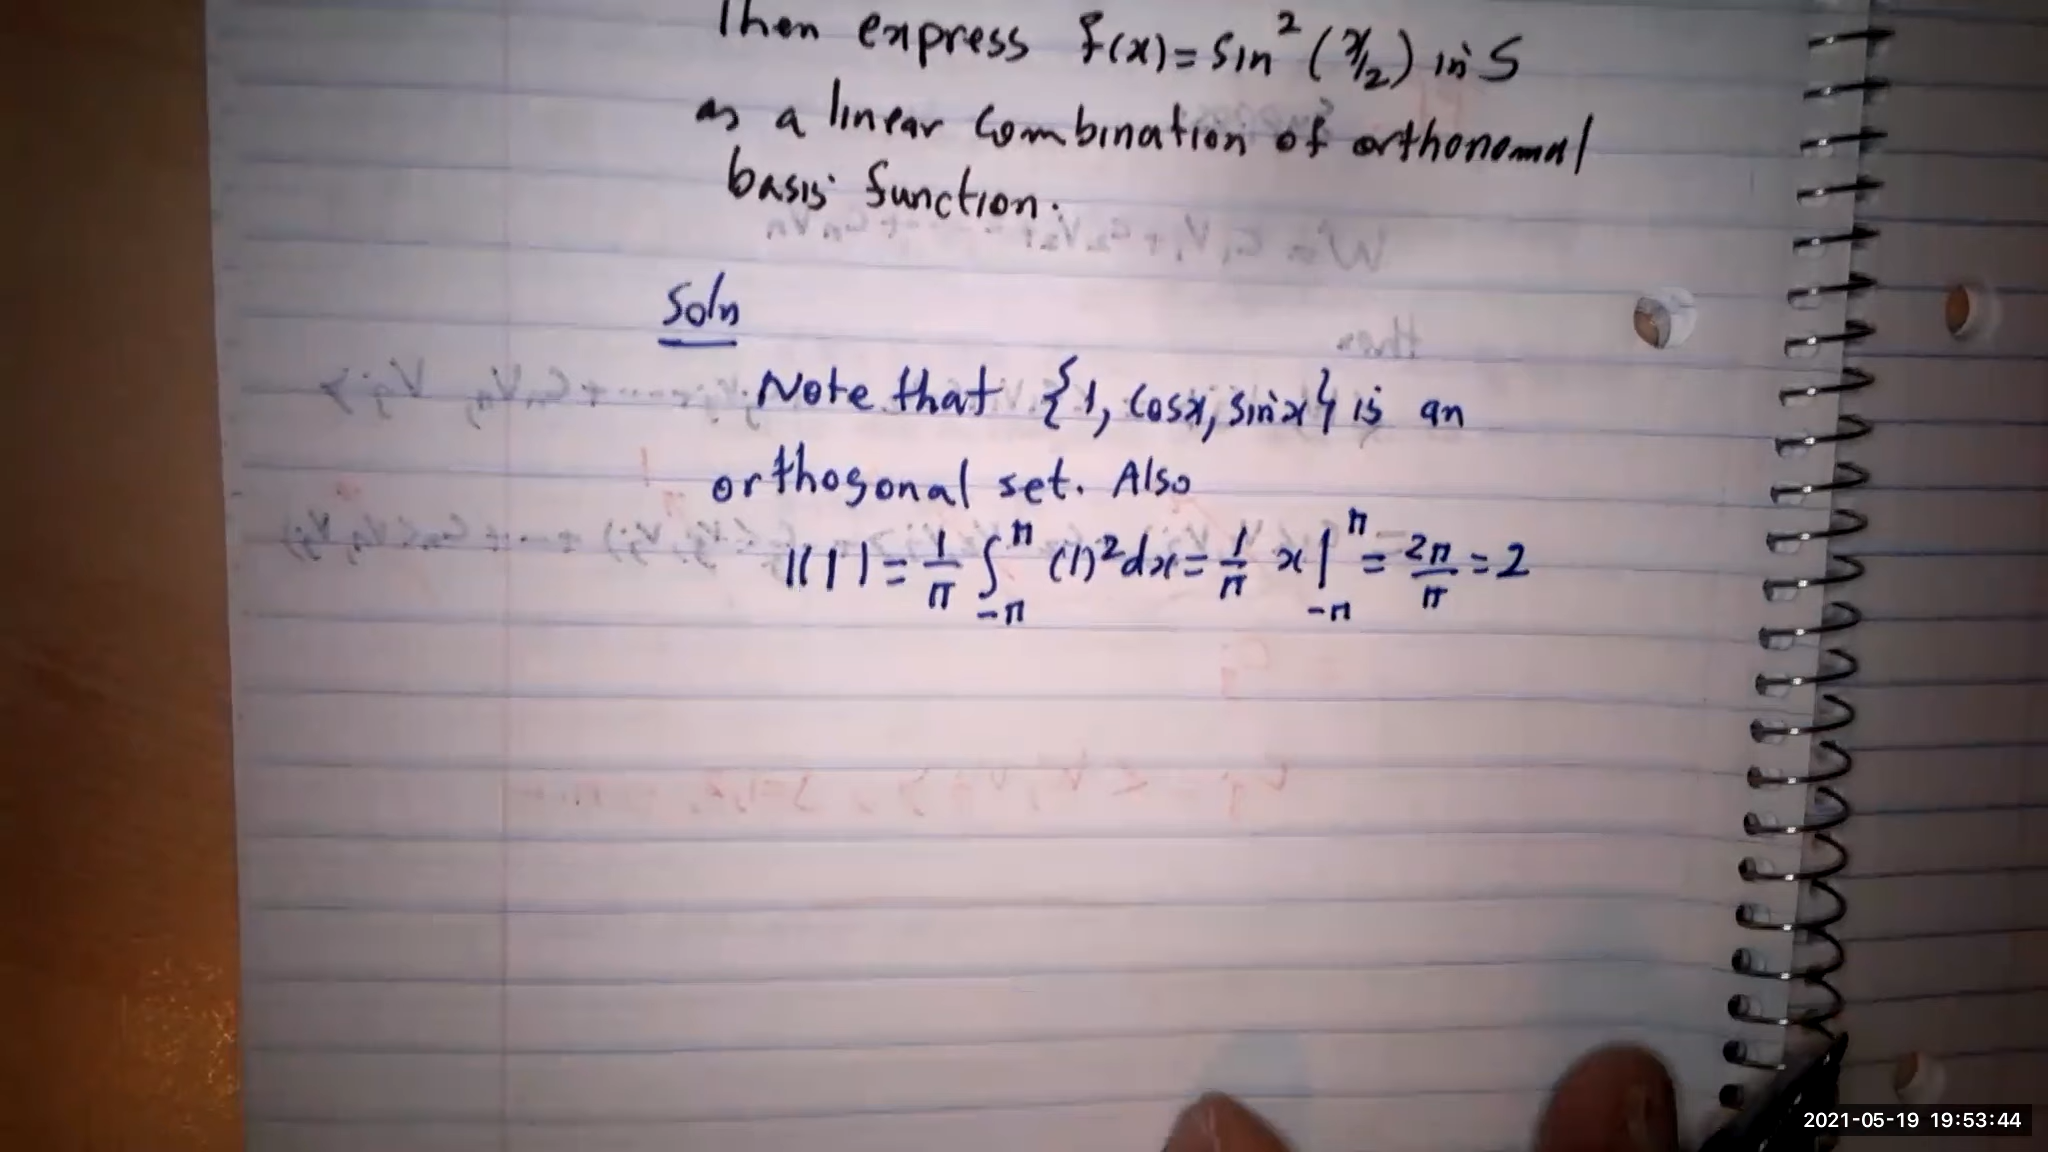 Then express f(x) = Sin² (x/2) in S
as a linear combination of orthonomal
basis function.
Soln
Note that {1, cosx, sinx} is an
orthogonal set. Also
||1|| = 1/π ∫_{-π}^{π} (1)² dx = 1/π x|_{-π}^{π} = 2π/π = 2
2021-05-19 19:53:44